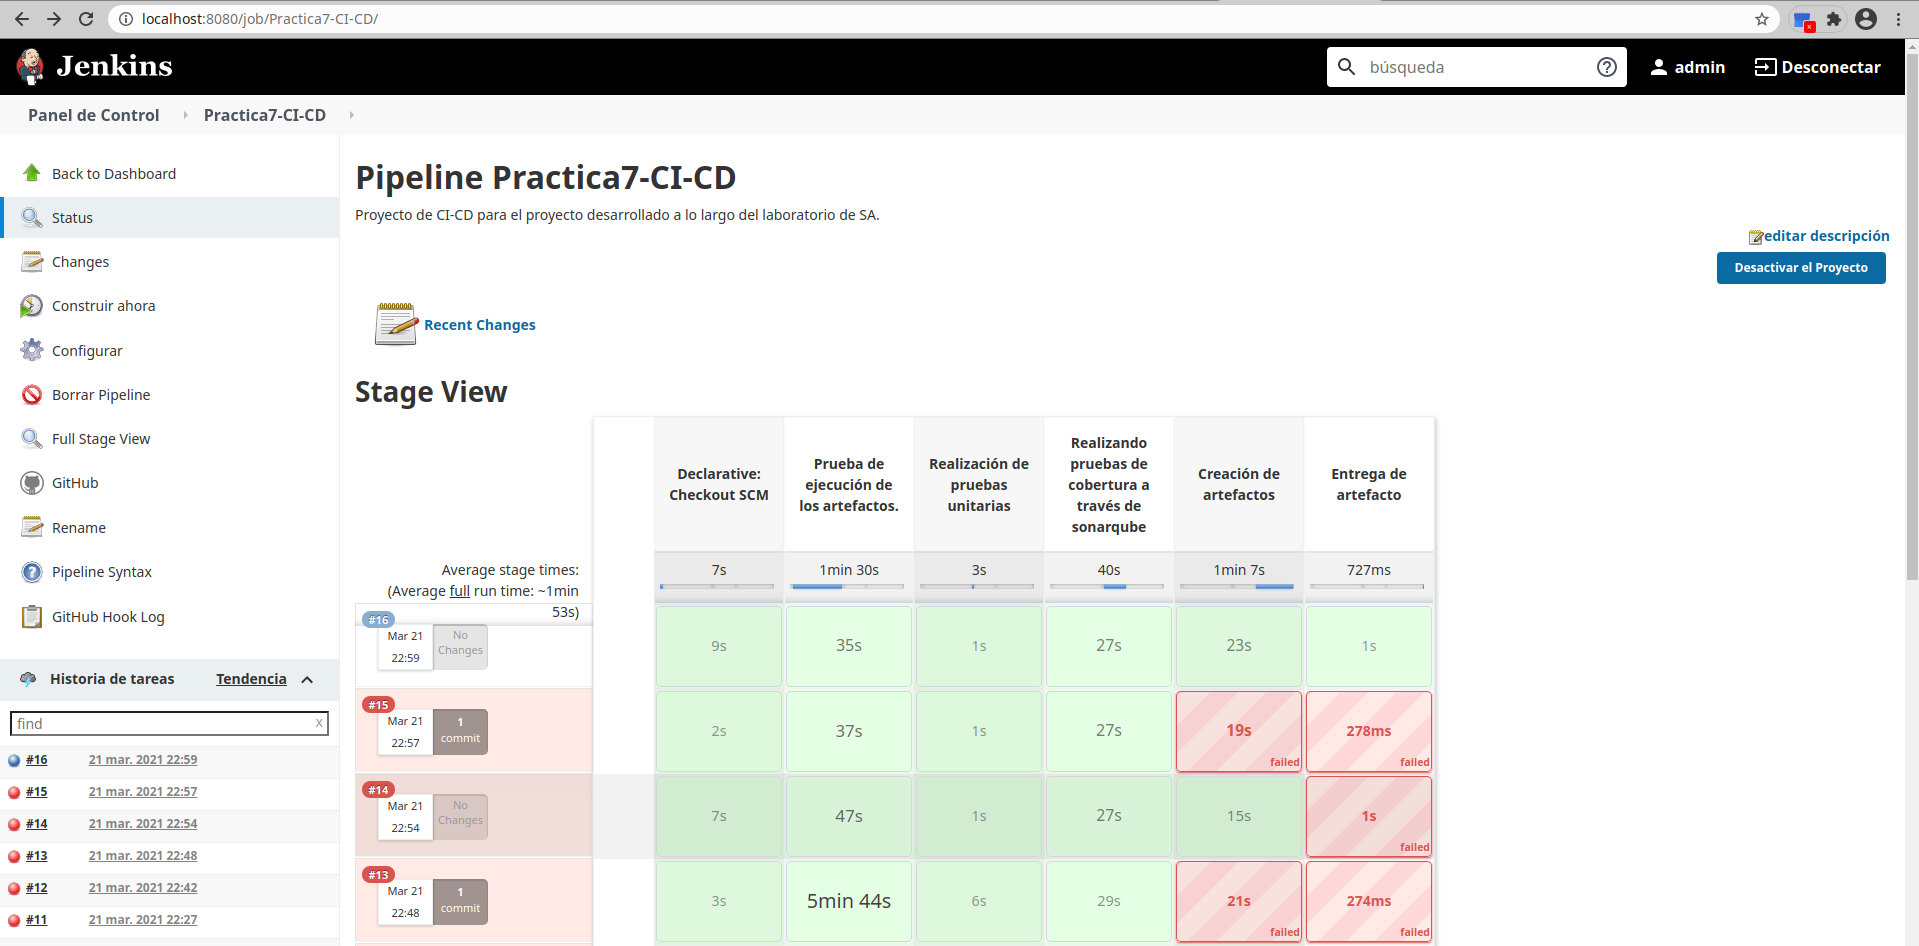 localhost:8080/job/Practica7-CI-CD/
Jenkins
búsqueda
admin
Desconectar
Panel de Control
Practica7-CI-CD
Back to Dashboard
Status
Changes
Construir ahora
Configurar
Borrar Pipeline
Full Stage View
GitHub
Rename
Pipeline Syntax
GitHub Hook Log
Historia de tareas
Tendencia
find
x
#16 21 mar. 2021 22:59
#15 21 mar. 2021 22:57
#14 21 mar. 2021 22:54
#13 21 mar. 2021 22:48
#12 21 mar. 2021 22:42
#11 21 mar. 2021 22:27
Pipeline Practica7-CI-CD
Proyecto de CI-CD para el proyecto desarrollado a lo largo del laboratorio de SA.
editar descripción
Desactivar el Proyecto
Recent Changes
Stage View
Declarative:
Checkout SCM
Prueba de
ejecución de
los artefactos.
Realización de
pruebas
unitarias
Realizando
pruebas de
cobertura a
través de
sonarqube
Creación de
artefactos
Entrega de
artefacto
Average stage times:
(Average full run time: ~1min
53s)
7s
1min 30s
3s
40s
1min 7s
727ms
#16
Mar 21
22:59
No
Changes
9s
35s
1s
27s
23s
1s
#15
Mar 21
22:57
1
commit
2s
37s
1s
27s
19s
failed
278ms
failed
#14
Mar 21
22:54
No
Changes
7s
47s
1s
27s
15s
1s
failed
#13
Mar 21
22:48
1
commit
3s
5min 44s
6s
29s
21s
failed
274ms
failed